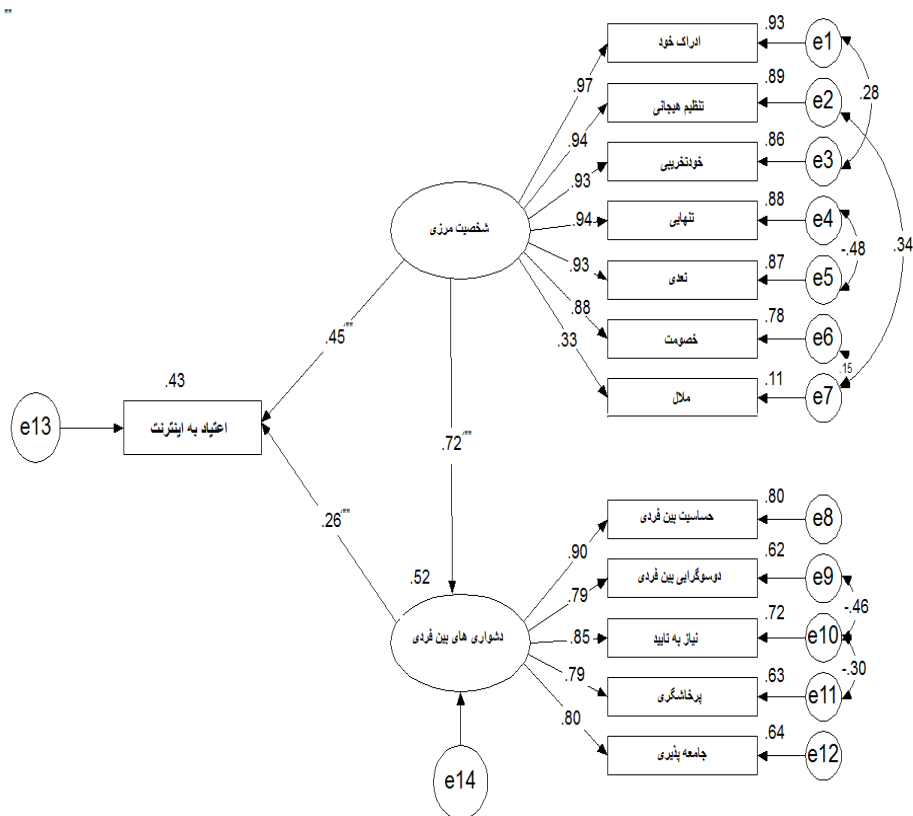 .93
ادراک خود
e1
.97
.28
.89
تنظیم هیجانی
e2
.94
.86
خودتخریبی
e3
.93
.88
تنهایی
e4
.94
-.48
.34
شخصیت مرزی
.87
تعدی
e5
.93
.78
خصومت
e6
.88
.15
.11
ملال
e7
.33
.45
.43
اعتیاد به اینترنت
e13
.72
.26
.52
دشواری های بین فردی
e14
.80
حساسیت بین فردی
e8
.90
.62
دوسوگرایی بین فردی
e9
.79
-.46
.72
نیاز به تایید
e10
.85
-.30
.63
پرخاشگری
e11
.79
.64
جامعه پذیری
e12
.80